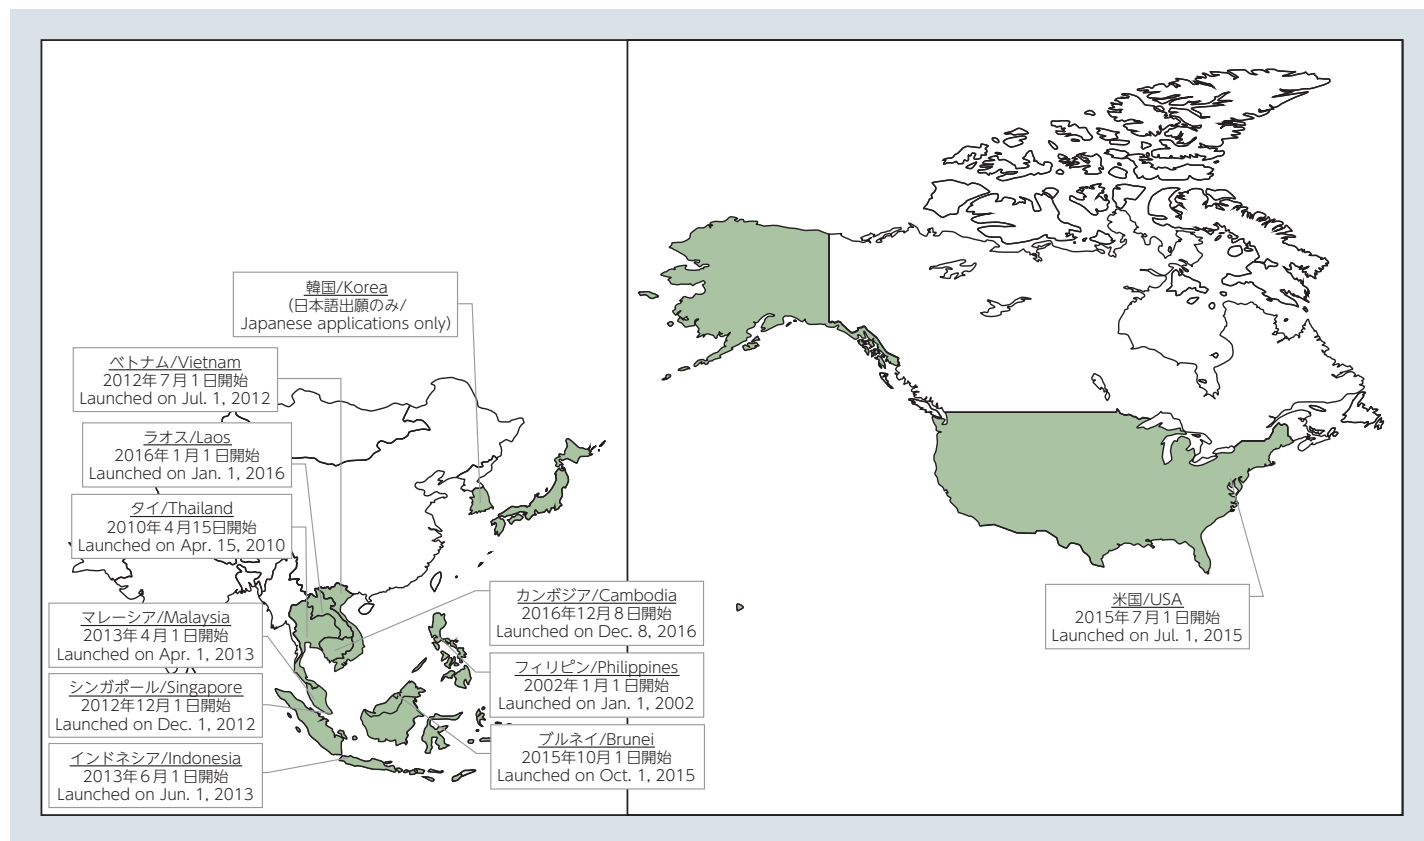 韓国/Korea
(日本語出願のみ/
Japanese applications only)
ベトナム/Vietnam
2012年7月1日開始
Launched on Jul. 1, 2012
ラオス/Laos
2016年1月1日開始
Launched on Jan. 1, 2016
タイ/Thailand
2010年4月15日開始
Launched on Apr. 15, 2010
マレーシア/Malaysia
2013年4月1日開始
Launched on Apr. 1, 2013
シンガポール/Singapore
2012年12月1日開始
Launched on Dec. 1, 2012
インドネシア/Indonesia
2013年6月1日開始
Launched on Jun. 1, 2013
カンボジア/Cambodia
2016年12月8日開始
Launched on Dec. 8, 2016
フィリピン/Philippines
2002年1月1日開始
Launched on Jan. 1, 2002
ブルネイ/Brunei
2015年10月1日開始
Launched on Oct. 1, 2015
米国/USA
2015年7月1日開始
Launched on Jul. 1, 2015